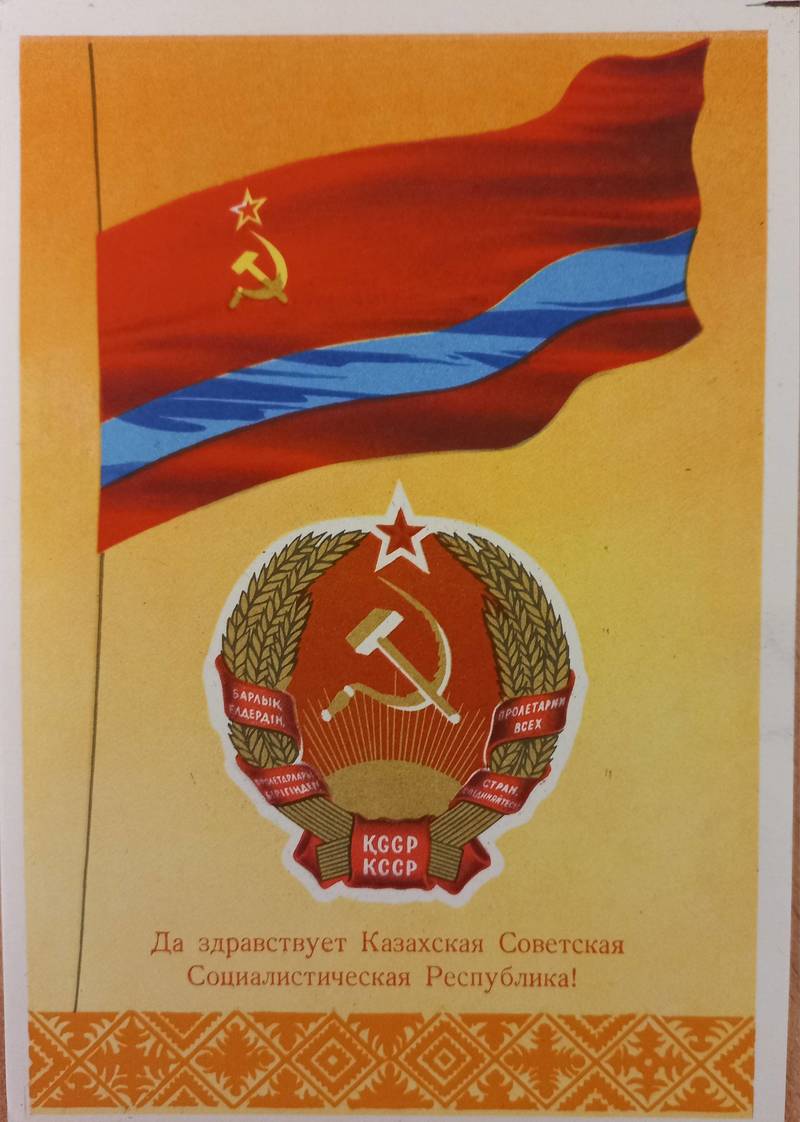 БАРЛЫҚ
ЕЛДЕРДІҢ,
ПРОЛЕТАРЛАРЫ,
БІРІГІҢДЕР!
ПРОЛЕТАРИИ
ВСЕХ
СТРАН,
СОЕДИНЯЙТЕСЬ!
ҚССР
КССР
Да здравствует Казахская Советская
Социалистическая Республика!